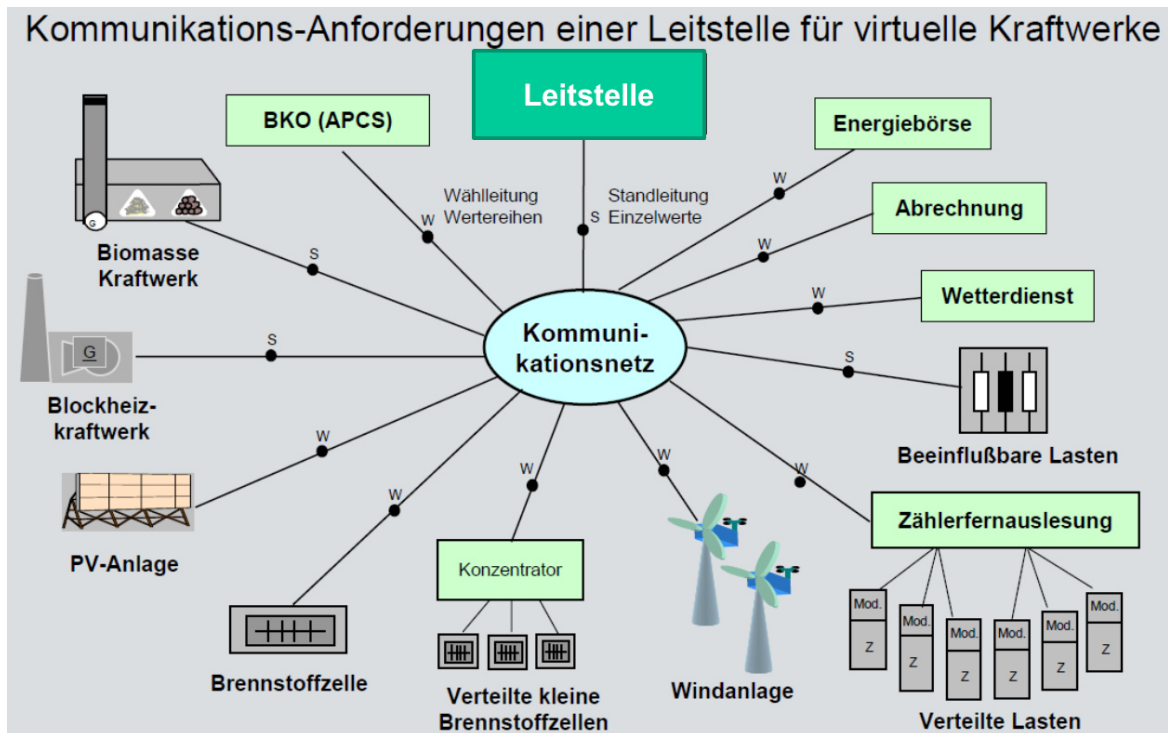 Kommunikations-Anforderungen einer Leitstelle für virtuelle Kraftwerke
Leitstelle
BKO (APCS)
Energiebörse
Wählleitung
Wertereihen
Standleitung
Einzelwerte
W
S
W
Abrechnung
W
G
Biomasse
Kraftwerk
S
Wetterdienst
W
Kommuni-
kationsnetz
G
S
S
Blockheiz-
kraftwerk
Beeinflußbare Lasten
W
PV-Anlage
W
Brennstoffzelle
W
Konzentrator
Verteilte kleine
Brennstoffzellen
W
Windanlage
W
Zählerfernauslesung
Mod.
Z
Mod.
Z
Mod.
Z
Mod.
Z
Mod.
Z
Mod.
Z
Verteilte Lasten